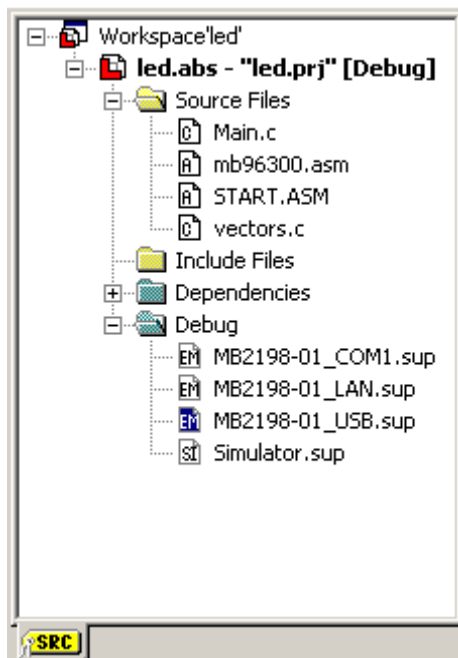 Workspace'led'
led.abs - "led.prj" [Debug]
Source Files
Main.c
mb96300.asm
START.ASM
vectors.c
Include Files
Dependencies
Debug
MB2198-01_COM1.sup
MB2198-01_LAN.sup
MB2198-01_USB.sup
Simulator.sup
SRC